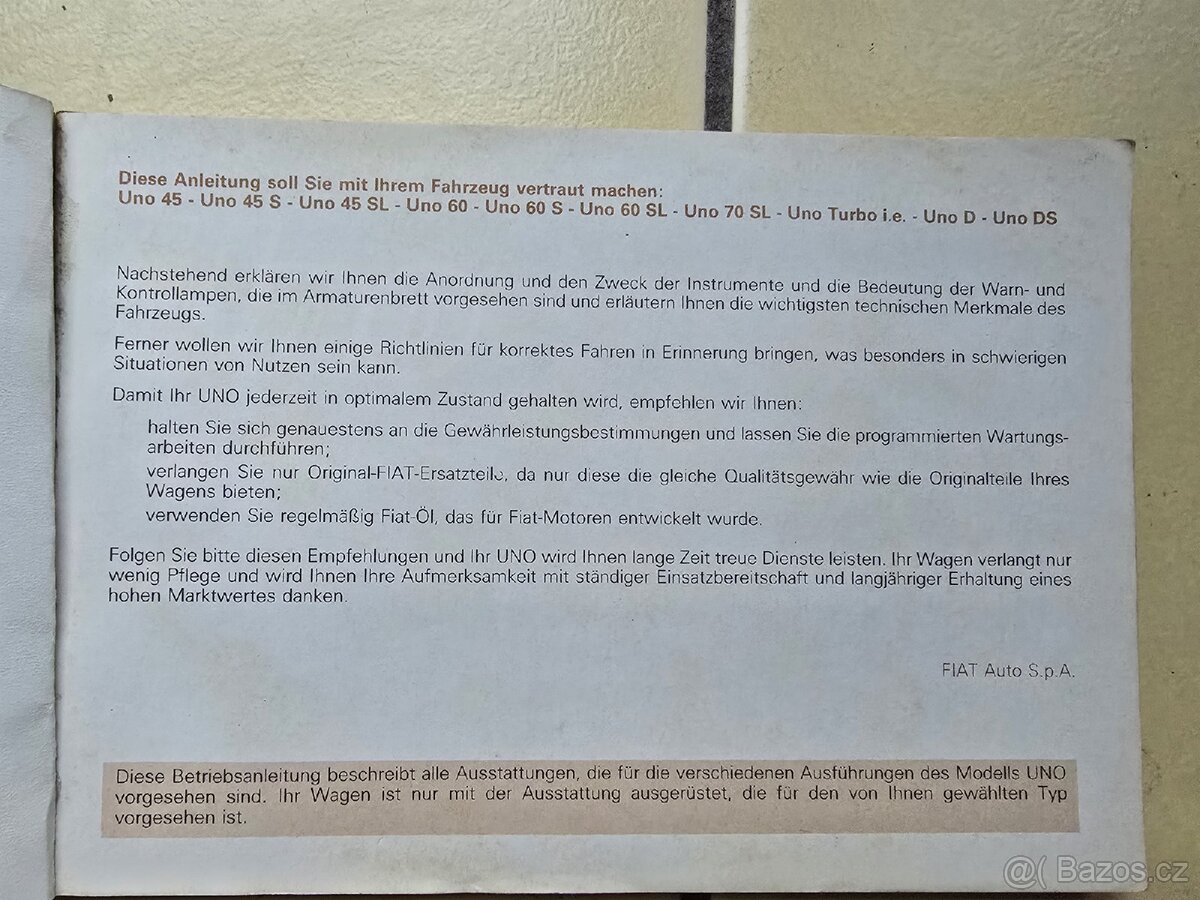 Diese Anleitung soll Sie mit Ihrem Fahrzeug vertraut machen:
Uno 45 - Uno 45 S - Uno 45 SL - Uno 60 - Uno 60 S - Uno 60 SL - Uno 70 SL - Uno Turbo i.e. - Uno D - Uno DS
Nachstehend erklären wir Ihnen die Anordnung und den Zweck der Instrumente und die Bedeutung der Warn- und
Kontrollampen, die im Armaturenbrett vorgesehen sind und erläutern Ihnen die wichtigsten technischen Merkmale des
Fahrzeugs.
Ferner wollen wir Ihnen einige Richtlinien für korrektes Fahren in Erinnerung bringen, was besonders in schwierigen
Situationen von Nutzen sein kann.
Damit Ihr UNO jederzeit in optimalem Zustand gehalten wird, empfehlen wir Ihnen:
halten Sie sich genauestens an die Gewährleistungsbestimmungen und lassen Sie die programmierten Wartungs-
arbeiten durchführen;
verlangen Sie nur Original-FIAT-Ersatzteile, da nur diese die gleiche Qualitätsgewähr wie die Originalteile Ihres
Wagens bieten;
verwenden Sie regelmäßig Fiat-Öl, das für Fiat-Motoren entwickelt wurde.
Folgen Sie bitte diesen Empfehlungen und Ihr UNO wird Ihnen lange Zeit treue Dienste leisten. Ihr Wagen verlangt nur
wenig Pflege und wird Ihnen Ihre Aufmerksamkeit mit ständiger Einsatzbereitschaft und langjähriger Erhaltung eines
hohen Marktwertes danken.
FIAT Auto S.p.A.
Diese Betriebsanleitung beschreibt alle Ausstattungen, die für die verschiedenen Ausführungen des Modells UNO
vorgesehen sind. Ihr Wagen ist nur mit der Ausstattung ausgerüstet, die für den von Ihnen gewählten Typ
vorgesehen ist.
@( Bazos.cz